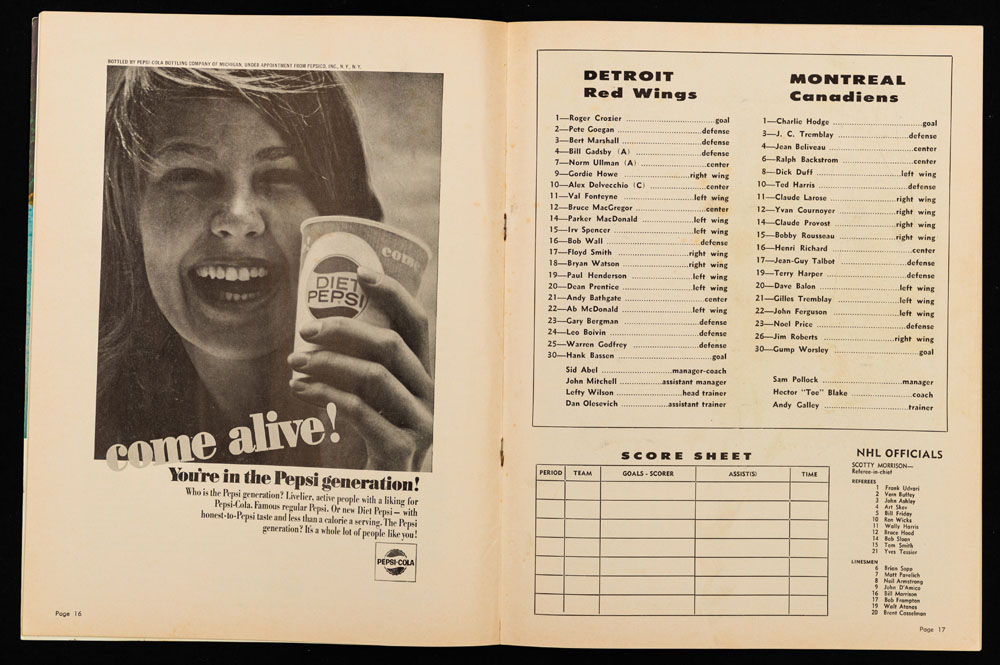 BOTTLED BY PEPSI-COLA BOTTLING COMPANY OF MICHIGAN, UNDER APPOINTMENT FROM PEPSICO, INC., N.Y., N.Y.
come
DIET
PEPSI
come alive!
You're in the Pepsi generation!
Who is the Pepsi generation? Livelier, active people with a liking for
Pepsi-Cola. Famous regular Pepsi. Or new Diet Pepsi — with
honest-to-Pepsi taste and less than a calorie a serving. The Pepsi
generation? It's a whole lot of people like you!
PEPSI-COLA
Page 16
DETROIT
Red Wings
1—Roger Crozier ........ goal
2—Pete Goegan ........ defense
3—Bert Marshall ........ defense
4—Bill Gadsby (A) ........ defense
7—Norm Ullman (A) ........ center
9—Gordie Howe ........ right wing
10—Alex Delvecchio (C) ........ center
11—Val Fonteyne ........ left wing
12—Bruce MacGregor ........ center
14—Parker MacDonald ........ left wing
15—Irv Spencer ........ left wing
16—Bob Wall ........ defense
17—Floyd Smith ........ right wing
18—Bryan Watson ........ right wing
19—Paul Henderson ........ left wing
20—Dean Prentice ........ left wing
21—Andy Bathgate ........ center
22—Ab McDonald ........ left wing
23—Gary Bergman ........ defense
24—Leo Boivin ........ defense
25—Warren Godfrey ........ defense
30—Hank Bassen ........ goal
Sid Abel ........ manager-coach
John Mitchell ........ assistant manager
Lefty Wilson ........ head trainer
Dan Olesevich ........ assistant trainer
MONTREAL
Canadiens
1—Charlie Hodge ........ goal
3—J. C. Tremblay ........ defense
4—Jean Beliveau ........ center
6—Ralph Backstrom ........ center
8—Dick Duff ........ left wing
10—Ted Harris ........ defense
11—Claude Larose ........ right wing
12—Yvan Cournoyer ........ right wing
14—Claude Provost ........ right wing
15—Bobby Rousseau ........ right wing
16—Henri Richard ........ center
17—Jean-Guy Talbot ........ defense
19—Terry Harper ........ defense
20—Dave Balon ........ left wing
21—Gilles Tremblay ........ left wing
22—John Ferguson ........ left wing
23—Noel Price ........ defense
26—Jim Roberts ........ right wing
30—Gump Worsley ........ goal
Sam Pollock ........ manager
Hector "Toe" Blake ........ coach
Andy Galley ........ trainer
SCORE SHEET
PERIOD TEAM GOALS - SCORER ASSIST(S) TIME
NHL OFFICIALS
SCOTTY MORRISON—
Referee-in-chief
REFEREES
1 Frank Udvari
2 Vern Buffey
3 John Ashley
4 Art Skov
5 Bill Friday
10 Ron Wicks
11 Wally Harris
12 Bruce Hood
14 Bob Sloan
15 Tom Smith
21 Yves Tessier
LINESMEN
6 Brian Sopp
7 Matt Pavelich
8 Neil Armstrong
9 John D'Amico
16 Bill Morrison
17 Bob Frampton
19 Walt Atanas
20 Brent Casselman
Page 17